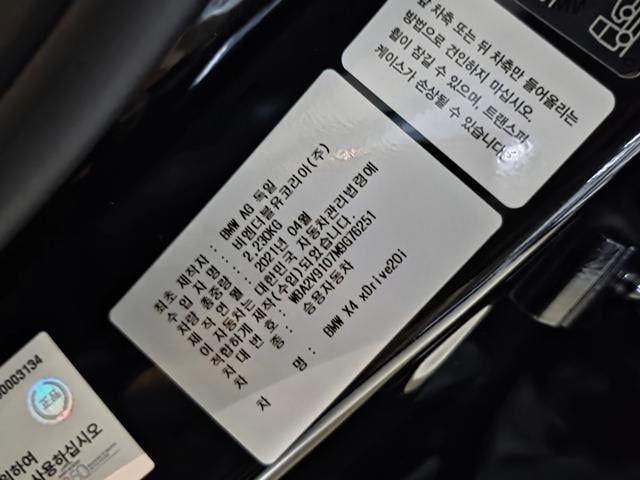 앞 차축 또는 뒤 차축만 들어올리는
방법으로 견인하지 마십시오.
휠이 잠길 수 있으며, 트랜스퍼
케이스가 손상될 수 있습니다.
최초 제작자 : BMW AG 독일
수입자명 : 비엠더블유코리아(주)
차량 총중량 : 2,230KG
제작연월 : 2021년 04월
이 자동차는 대한민국 자동차관리법령에
적합하게 제작(수입)되었습니다.
차대번호 : WBA2V9107M9G76251
차종 : 승용자동차
차명 : BMW X4 xDrive20i
0003134
사용하십시오